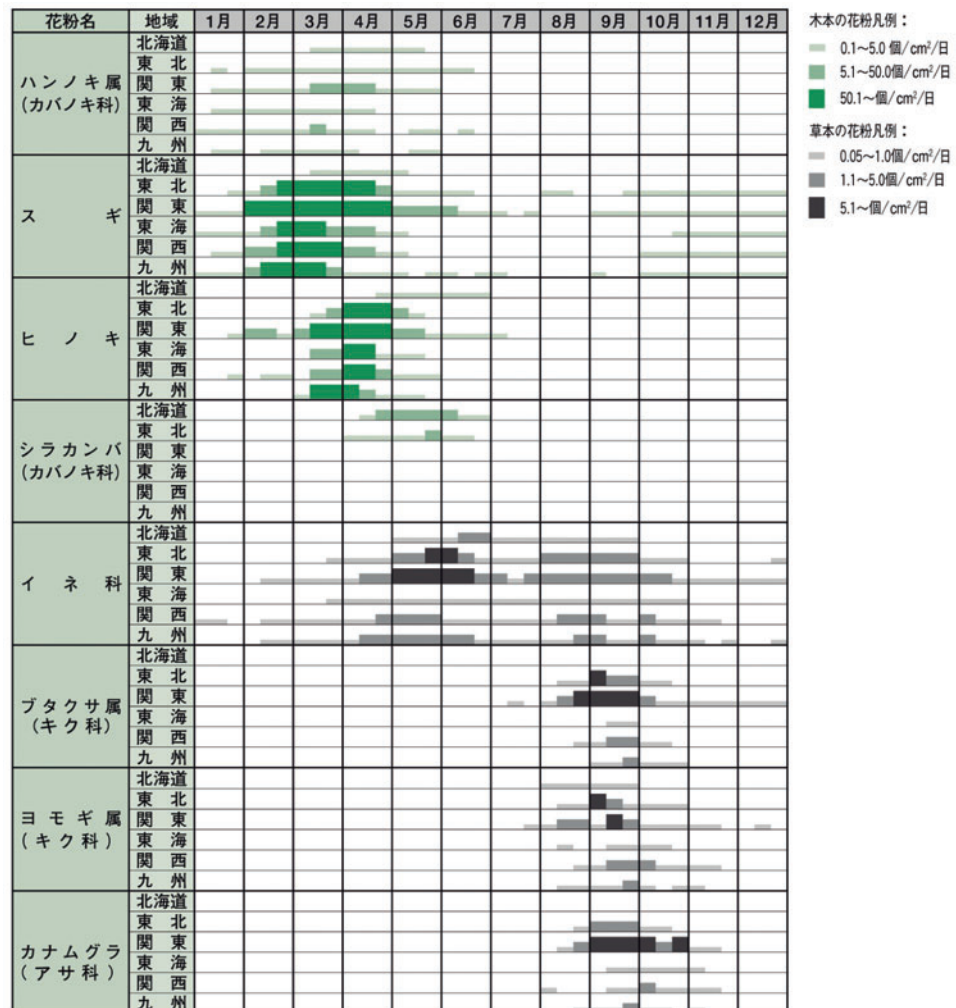 花粉名 地域 1月 2月 3月 4月 5月 6月 7月 8月 9月 10月 11月 12月
ハンノキ属
(カバノキ科)
北海道
東 北
関 東
東 海
関 西
九 州
ス ギ
北海道
東 北
関 東
東 海
関 西
九 州
ヒ ノ キ
北海道
東 北
関 東
東 海
関 西
九 州
シラカンバ
(カバノキ科)
北海道
東 北
関 東
東 海
関 西
九 州
イ ネ 科
北海道
東 北
関 東
東 海
関 西
九 州
ブタクサ属
(キク科)
北海道
東 北
関 東
東 海
関 西
九 州
ヨモギ属
(キク科)
北海道
東 北
関 東
東 海
関 西
九 州
カナムグラ
(アサ科)
北海道
東 北
関 東
東 海
関 西
九 州
木本の花粉凡例：
0.1〜5.0 個/cm²/日
5.1〜50.0個/cm²/日
50.1〜個/cm²/日
草本の花粉凡例：
0.05〜1.0個/cm²/日
1.1〜5.0個/cm²/日
5.1〜個/cm²/日